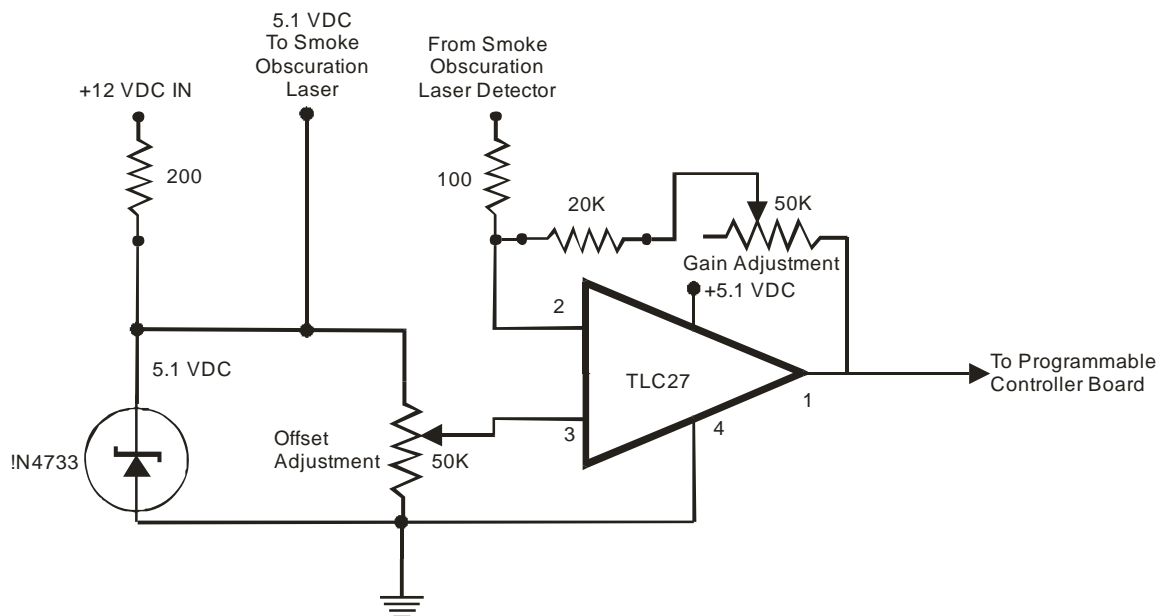 5.1 VDC
To Smoke
Obscuration
Laser
From Smoke
Obscuration
Laser Detector
+12 VDC IN
200
100
20K
50K
Gain Adjustment
+5.1 VDC
2
5.1 VDC
TLC27
To Programmable
Controller Board
1
3
4
Offset
Adjustment
50K
!N4733